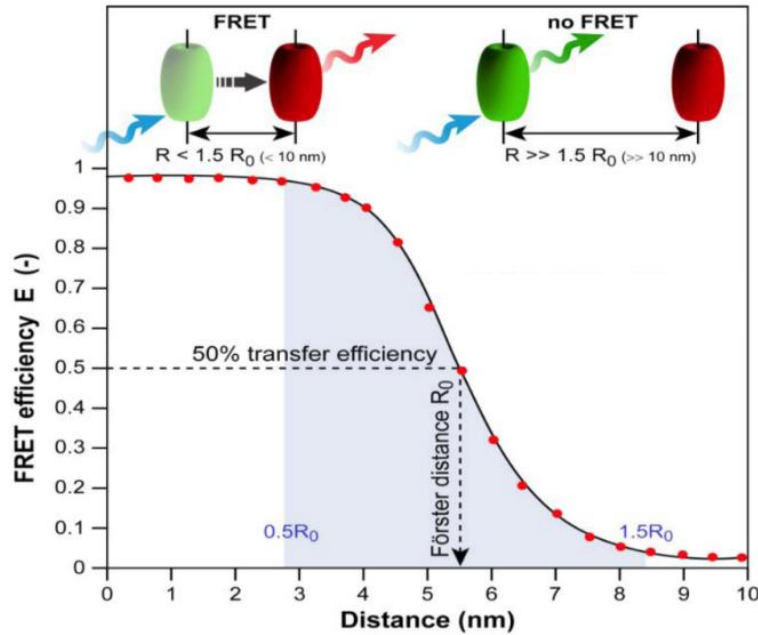 FRET
no FRET
R < 1.5 R0 (< 10 nm)
R >> 1.5 R0 (>> 10 nm)
FRET efficiency E (-)
1
0.9
0.8
0.7
0.6
0.5
0.4
0.3
0.2
0.1
0
50% transfer efficiency
Förster distance R0
0.5R0
1.5R0
0 1 2 3 4 5 6 7 8 9 10
Distance (nm)